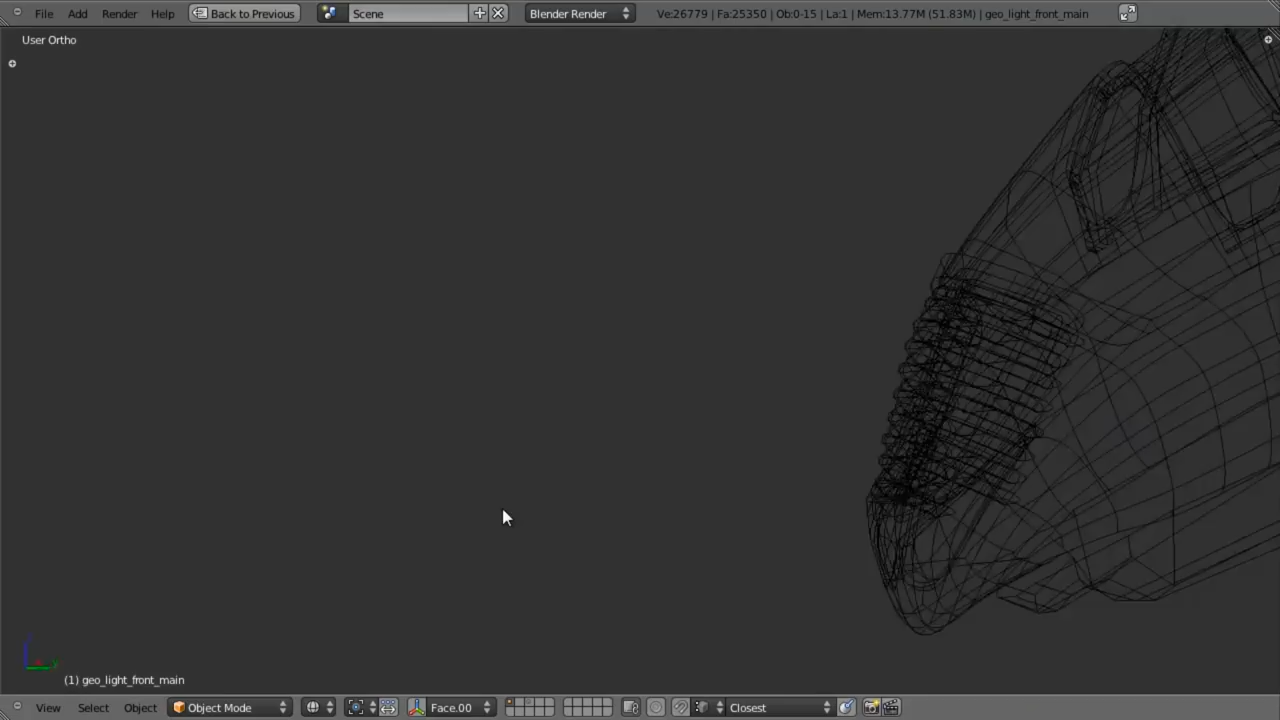 File Add Render Help Back to Previous Scene Blender Render Ve:26779 | Fa:25350 | Ob:0-15 | La:1 | Mem:13.77M (51.83M) | geo_light_front_main
User Ortho
(1) geo_light_front_main
View Select Object Object Mode Face.00 Closest